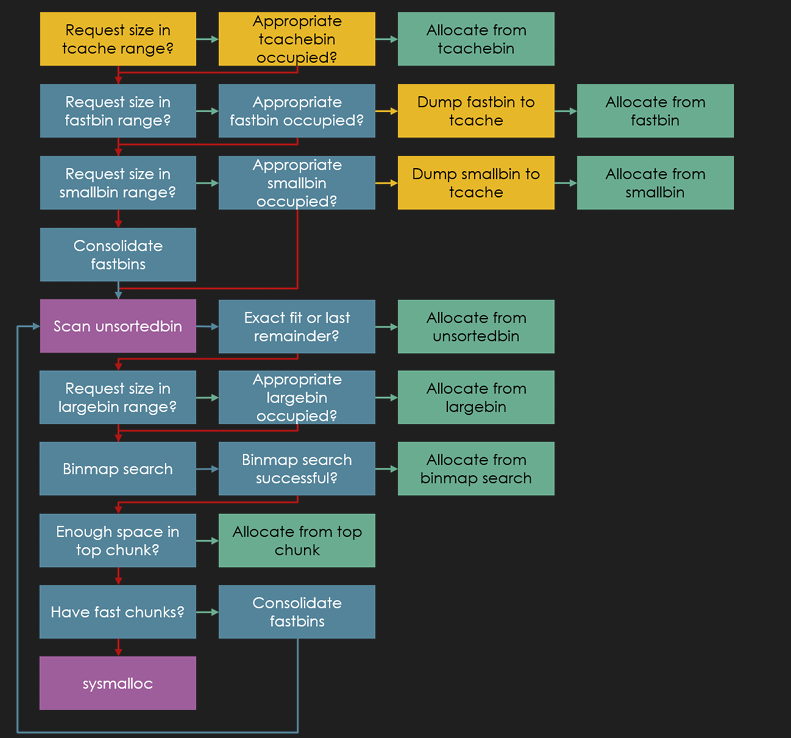 Request size in
tcache range?
Appropriate
tcachebin
occupied?
Allocate from
tcachebin
Request size in
fastbin range?
Appropriate
fastbin occupied?
Dump fastbin to
tcache
Allocate from
fastbin
Request size in
smallbin range?
Appropriate
smallbin
occupied?
Dump smallbin to
tcache
Allocate from
smallbin
Consolidate
fastbins
Scan unsortedbin
Exact fit or last
remainder?
Allocate from
unsortedbin
Request size in
largebin range?
Appropriate
largebin
occupied?
Allocate from
largebin
Binmap search
Binmap search
successful?
Allocate from
binmap search
Enough space in
top chunk?
Allocate from top
chunk
Have fast chunks?
Consolidate
fastbins
sysmalloc